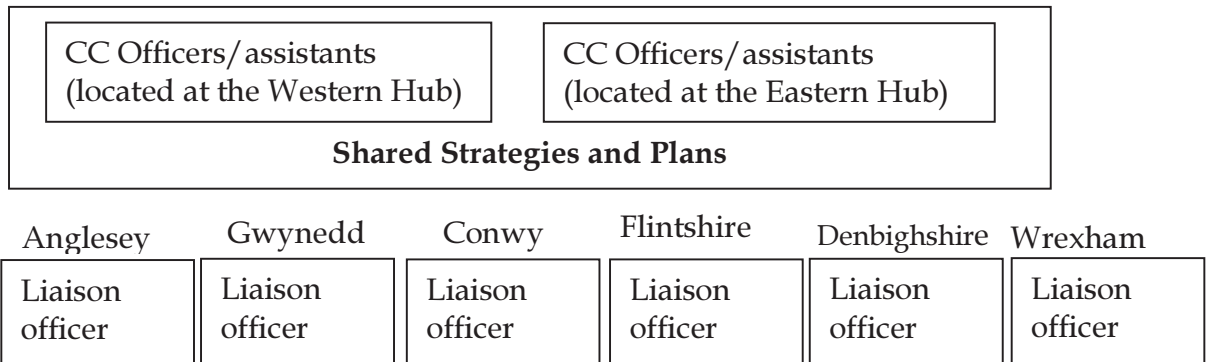 CC Officers/assistants
(located at the Western Hub)
CC Officers/assistants
(located at the Eastern Hub)
Shared Strategies and Plans
Anglesey
Gwynedd
Conwy
Flintshire
Denbighshire
Wrexham
Liaison
officer
Liaison
officer
Liaison
officer
Liaison
officer
Liaison
officer
Liaison
officer